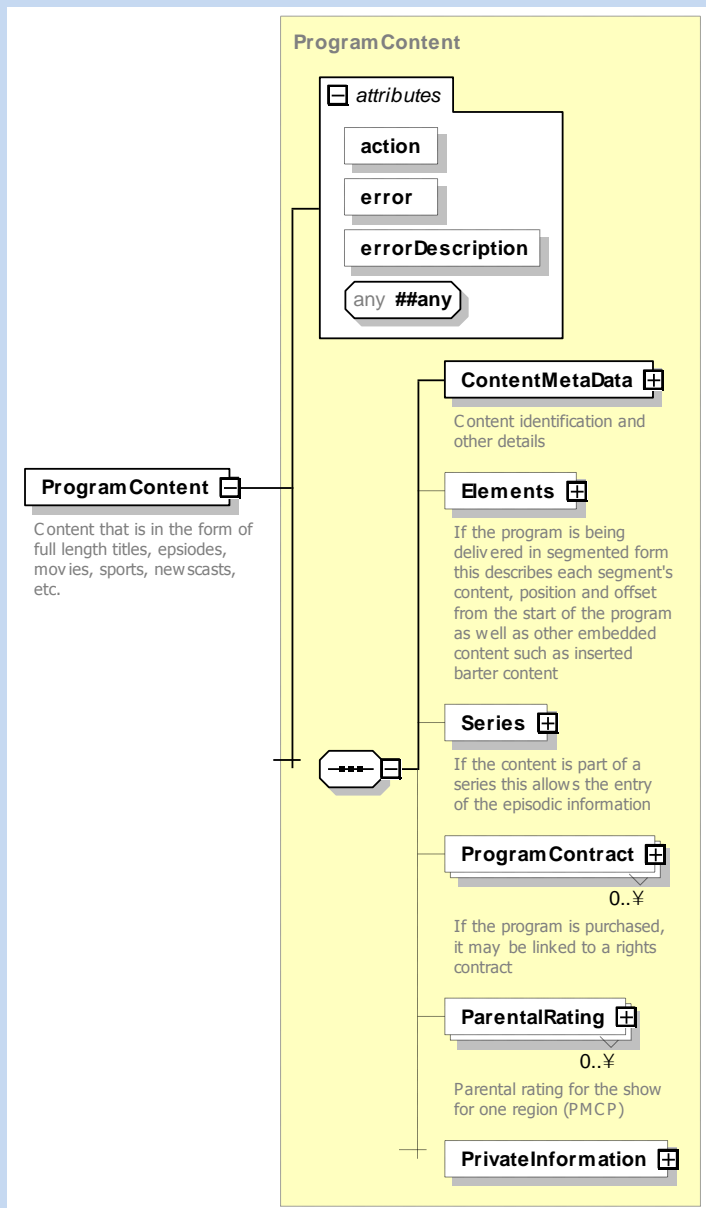 ProgramContent
attributes
action
error
errorDescription
any ##any
ContentMetaData
Content identification and
other details
ProgramContent
Content that is in the form of
full length titles, epsiodes,
movies, sports, newscasts,
etc.
Elements
If the program is being
delivered in segmented form
this describes each segment's
content, position and offset
from the start of the program
as well as other embedded
content such as inserted
barter content
Series
If the content is part of a
series this allows the entry
of the episodic information
ProgramContract
0..¥
If the program is purchased,
it may be linked to a rights
contract
ParentalRating
0..¥
Parental rating for the show
for one region (PMCP)
PrivateInformation